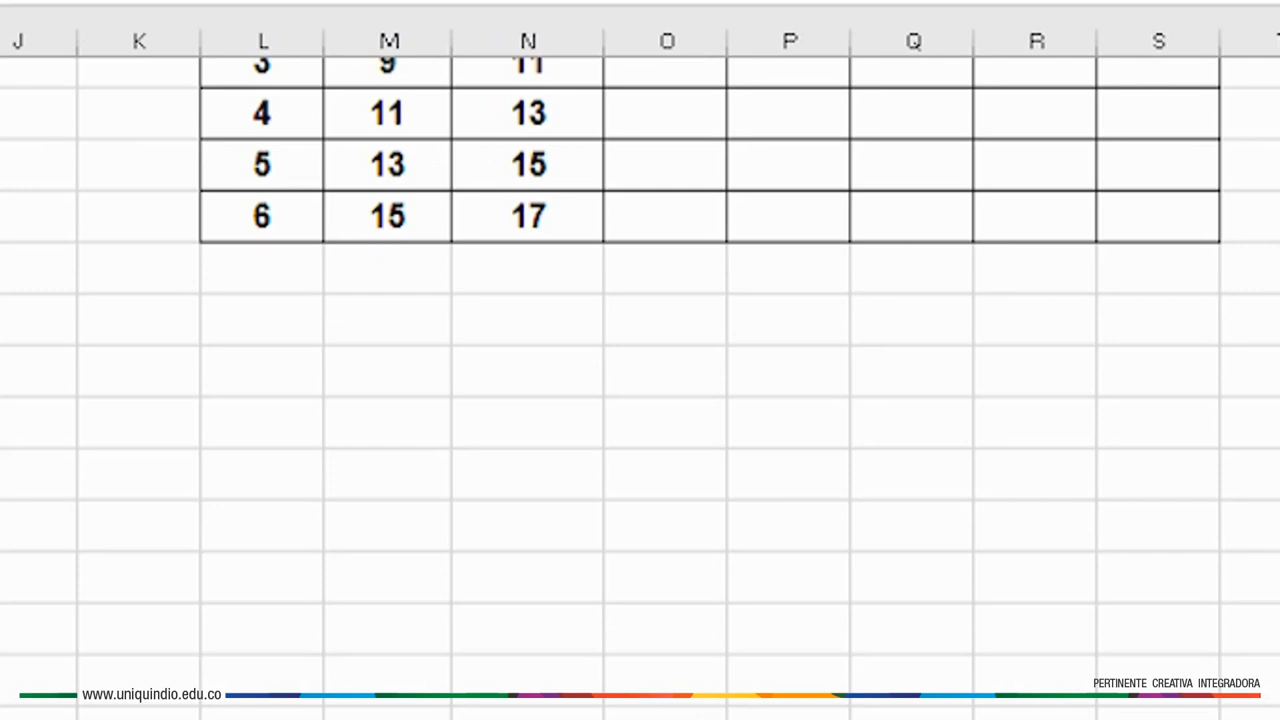 J K L M N O P Q R S
3 9 11
4 11 13
5 13 15
6 15 17
www.uniquindio.edu.co
PERTINENTE CREATIVA INTEGRADORA